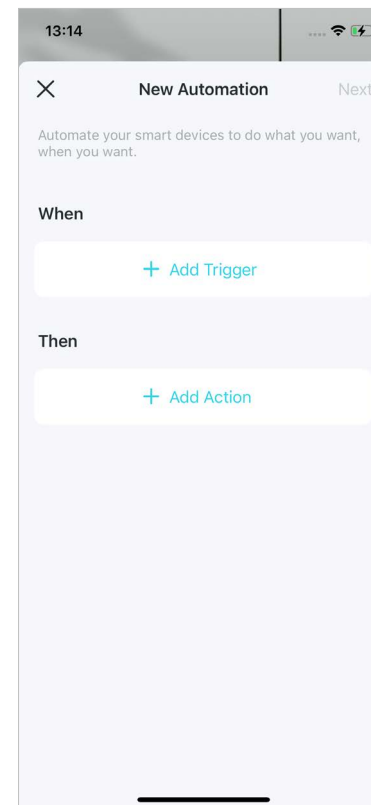 13:14
New Automation
Next
Automate your smart devices to do what you want,
when you want.
When
+ Add Trigger
Then
+ Add Action